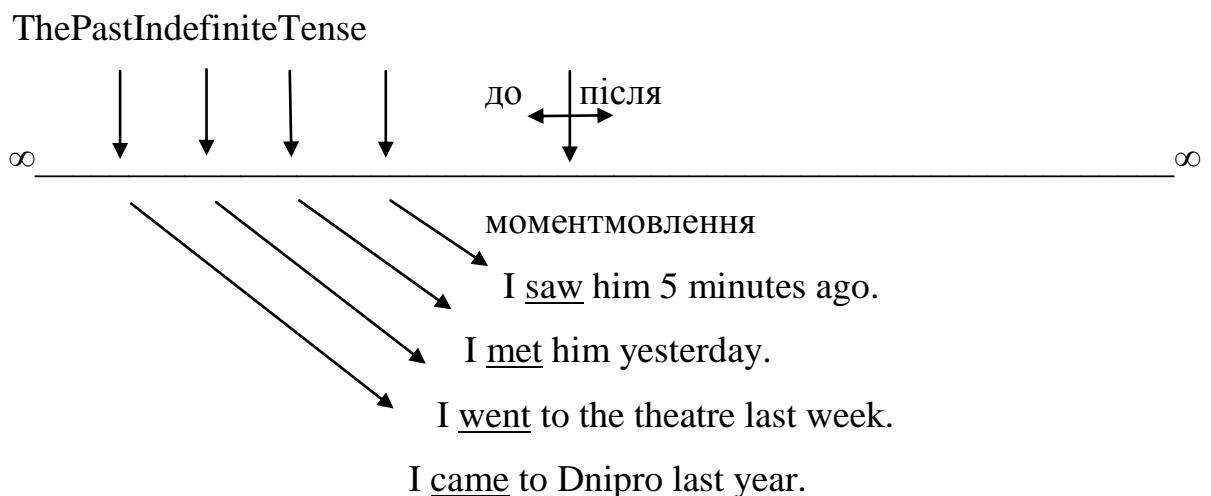 ThePastIndefiniteTense
до після
∞ ∞
моментмовлення
I saw him 5 minutes ago.
I met him yesterday.
I went to the theatre last week.
I came to Dnipro last year.